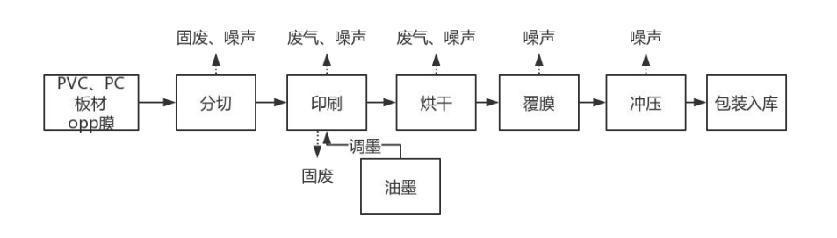 固废、噪声
废气、噪声
废气、噪声
噪声
噪声
PVC、PC
板材
opp膜
分切
印刷
烘干
覆膜
冲压
包装入库
调墨
固废
油墨